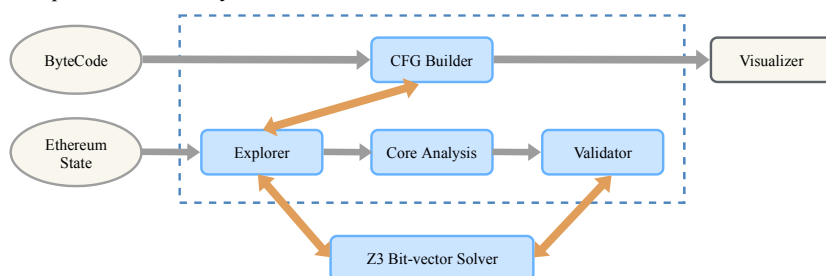 ByteCode
CFG Builder
Visualizer
Ethereum
State
Explorer
Core Analysis
Validator
Z3 Bit-vector Solver